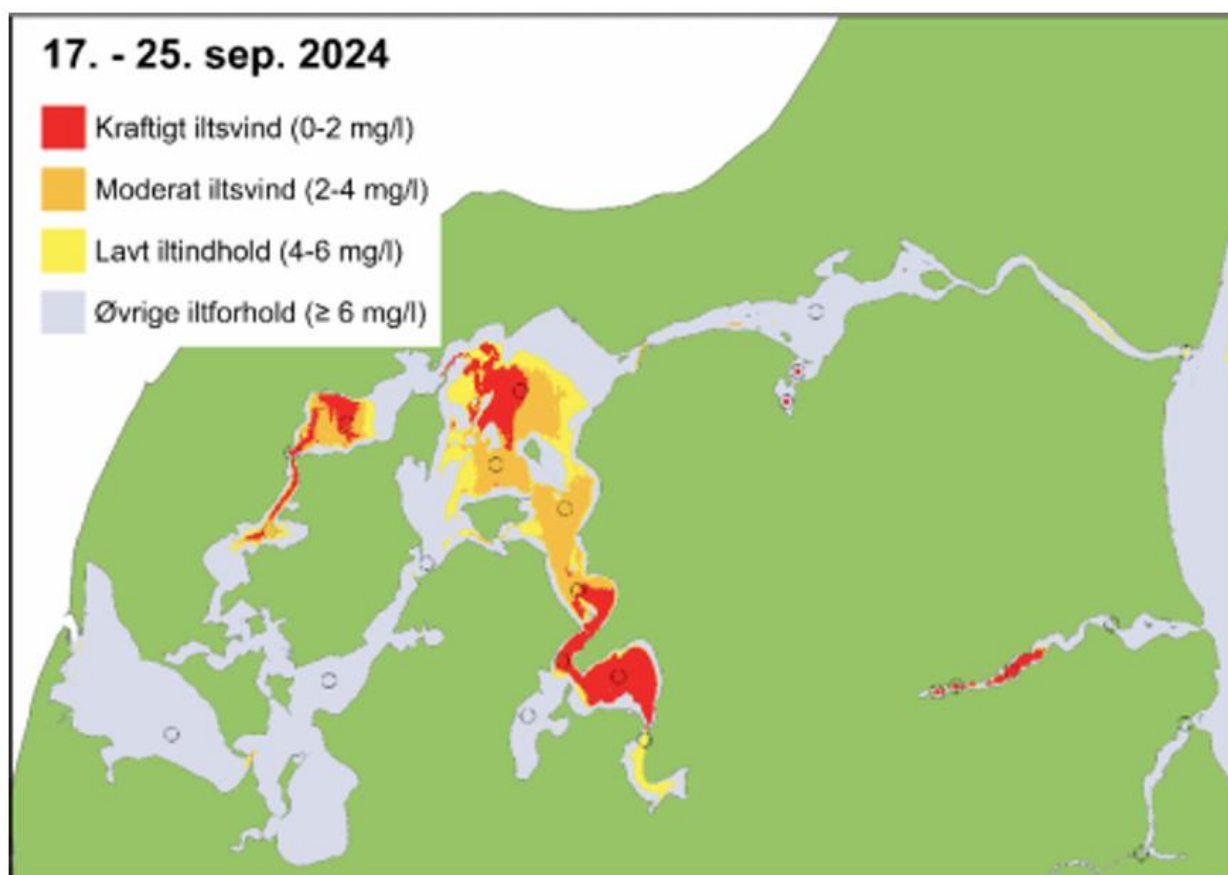 17. - 25. sep. 2024
Kraftigt iltsvind (0-2 mg/l)
Moderat iltsvind (2-4 mg/l)
Lavt iltindhold (4-6 mg/l)
Øvrige iltforhold (≥ 6 mg/l)